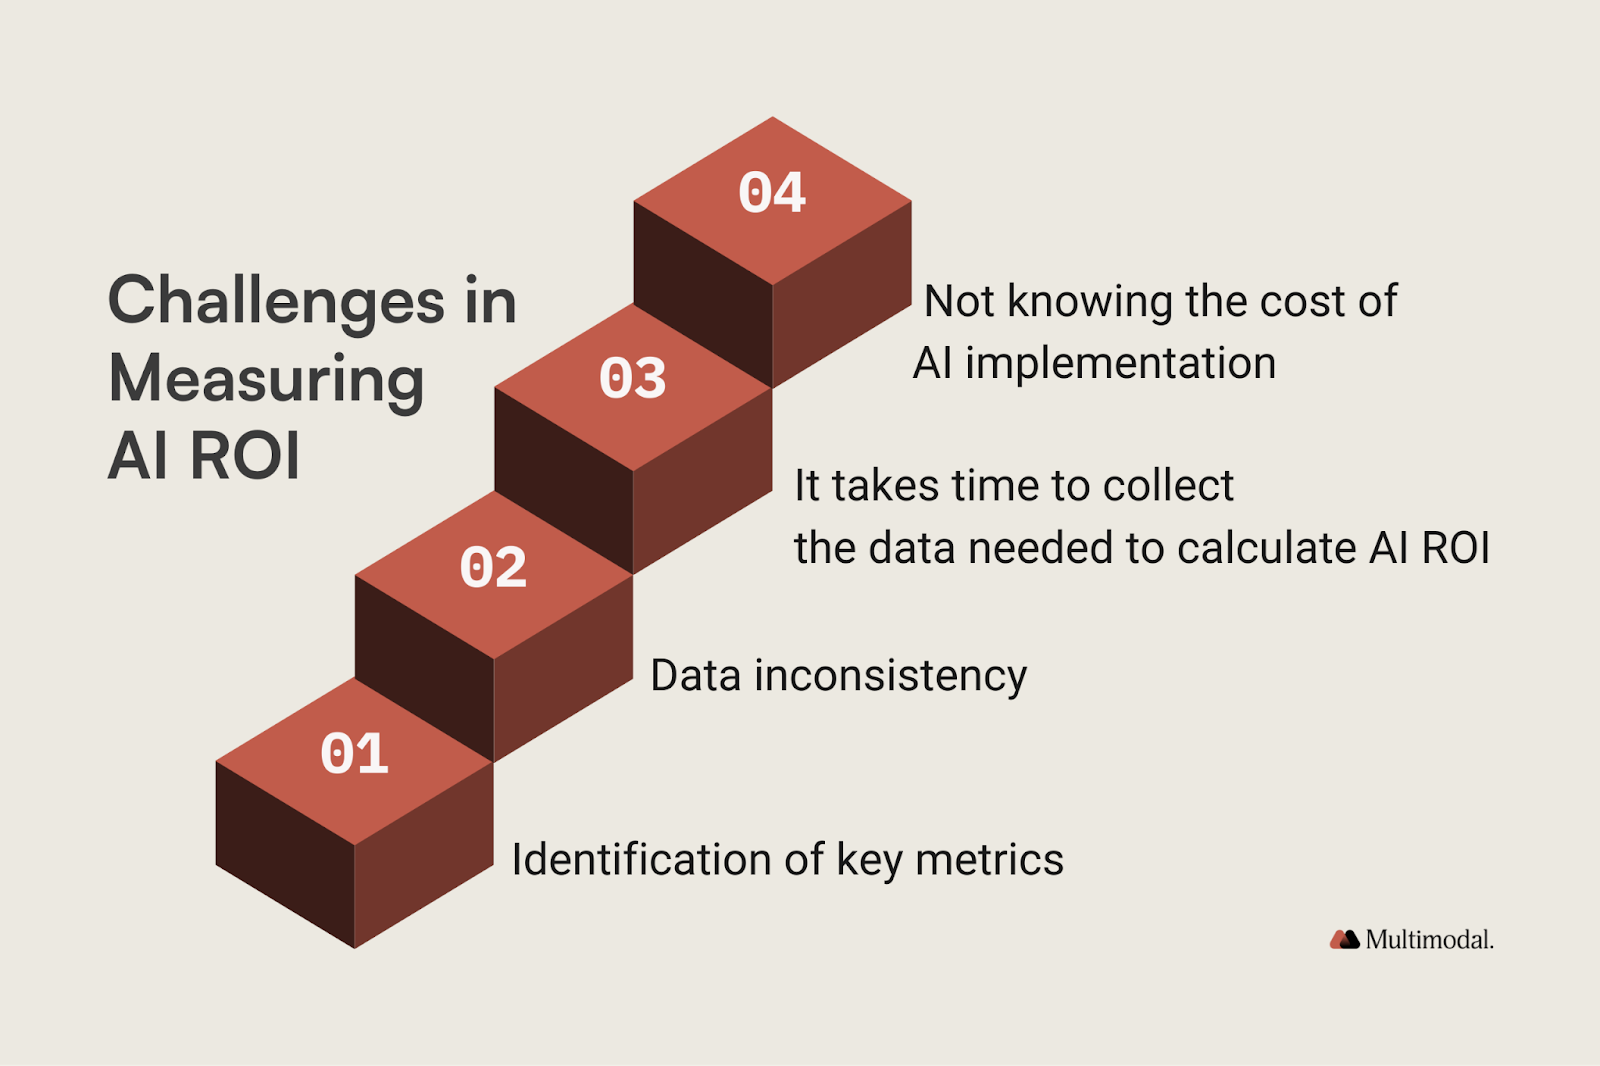 Challenges in
Measuring
AI ROI
04
Not knowing the cost of
AI implementation
03
It takes time to collect
the data needed to calculate AI ROI
02
Data inconsistency
01
Identification of key metrics
Multimodal.